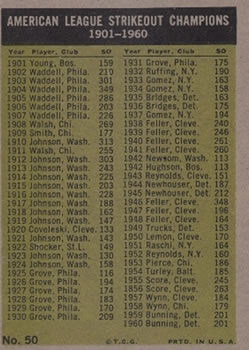 AMERICAN LEAGUE STRIKEOUT CHAMPIONS
1901-1960
Year Player, Club SO
1901 Young, Bos. 159
1902 Waddell, Phila. 210
1903 Waddell, Phila. 301
1904 Waddell, Phila. 349
1905 Waddell, Phila. 286
1906 Waddell, Phila. 203
1907 Waddell, Phila. 226
1908 Walsh, Chi. 269
1909 Smith, Chi. 177
1910 Johnson, Wash. 313
1911 Walsh, Chi. 255
1912 Johnson, Wash. 303
1913 Johnson, Wash. 243
1914 Johnson, Wash. 225
1915 Johnson, Wash. 203
1916 Johnson, Wash. 228
1917 Johnson, Wash. 188
1918 Johnson, Wash. 162
1919 Johnson, Wash. 147
1920 Coveleski, Cleve. 133
1921 Johnson, Wash. 143
1922 Shocker, St.L. 149
1923 Johnson, Wash. 130
1924 Johnson, Wash. 158
1925 Grove, Phila. 116
1926 Grove, Phila. 194
1927 Grove, Phila. 174
1928 Grove, Phila. 183
1929 Grove, Phila. 170
1930 Grove, Phila. 209
Year Player, Club SO
1931 Grove, Phila. 175
1932 Ruffing, N.Y. 190
1933 Gomez, N.Y. 163
1934 Gomez, N.Y. 158
1935 Bridges, Det. 163
1936 Bridges, Det. 175
1937 Gomez, N.Y. 194
1938 Feller, Cleve. 240
1939 Feller, Cleve. 246
1940 Feller, Cleve. 261
1941 Feller, Cleve. 260
1942 Newsom, Wash. 113
1942 Hughson, Bos. 113
1943 Reynolds, Cleve. 151
1944 Newhouser, Det. 187
1945 Newhouser, Det. 212
1946 Feller, Cleve. 348
1947 Feller, Cleve. 196
1948 Feller, Cleve. 164
1949 Trucks, Det. 153
1950 Lemon, Cleve. 170
1951 Raschi, N.Y. 164
1952 Reynolds, N.Y. 160
1953 Pierce, Chi. 186
1954 Turley, Balt. 185
1955 Score, Cleve. 245
1956 Score, Cleve. 263
1957 Wynn, Cleve. 184
1958 Wynn, Chi. 179
1959 Bunning, Det. 201
1960 Bunning, Det. 201
No. 50 © T.C.G. PRTD. IN U.S.A.